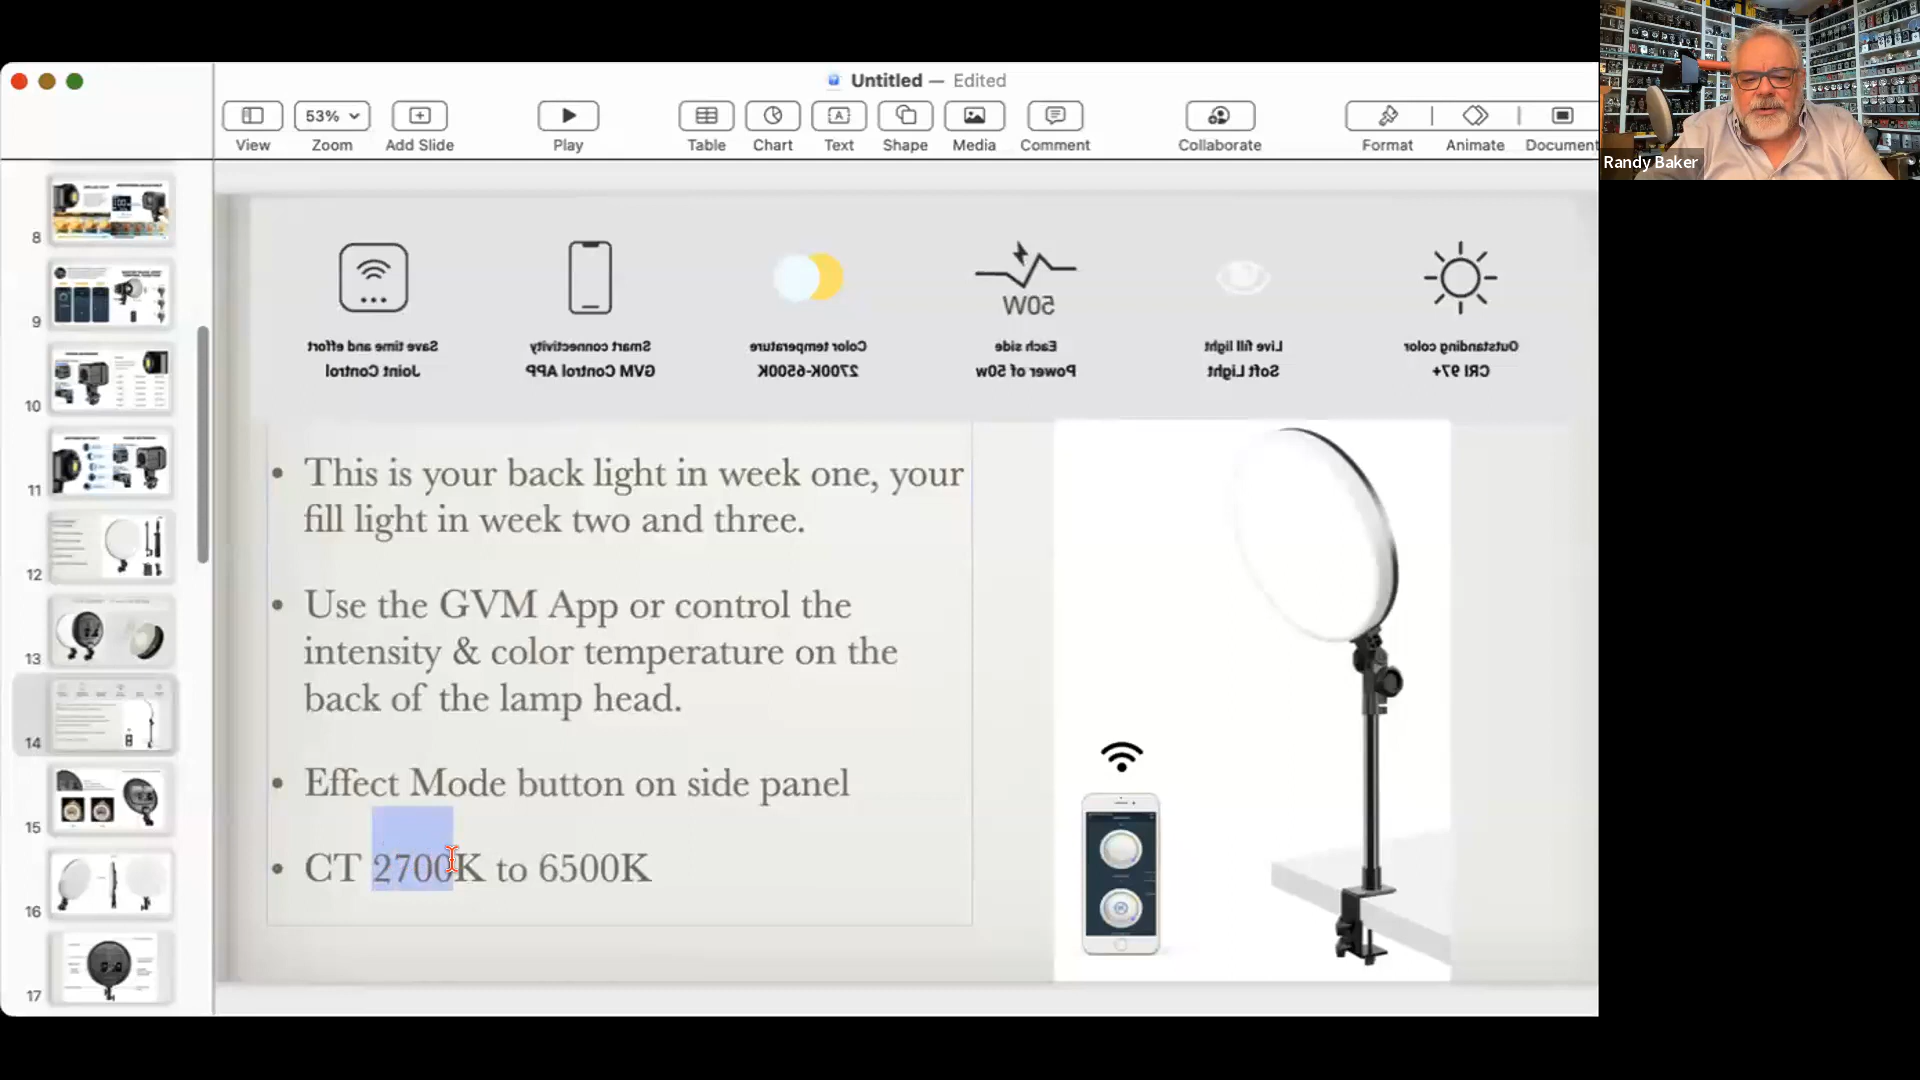 Untitled — Edited
53%
View Zoom Add Slide Play Table Chart Text Shape Media Comment Collaborate Format Animate Document
Randy Baker
8
9
10
11
12
13
14
15
16
17
50W
Save time and effort
Joint Control
Smart connectivity
GVM Control APP
Color temperature
2700K-6500K
Each side
Power of 50w
Live fill light
Soft Light
Outstanding color
CRI 97+
• This is your back light in week one, your
fill light in week two and three.
• Use the GVM App or control the
intensity & color temperature on the
back of the lamp head.
• Effect Mode button on side panel
• CT 2700K to 6500K